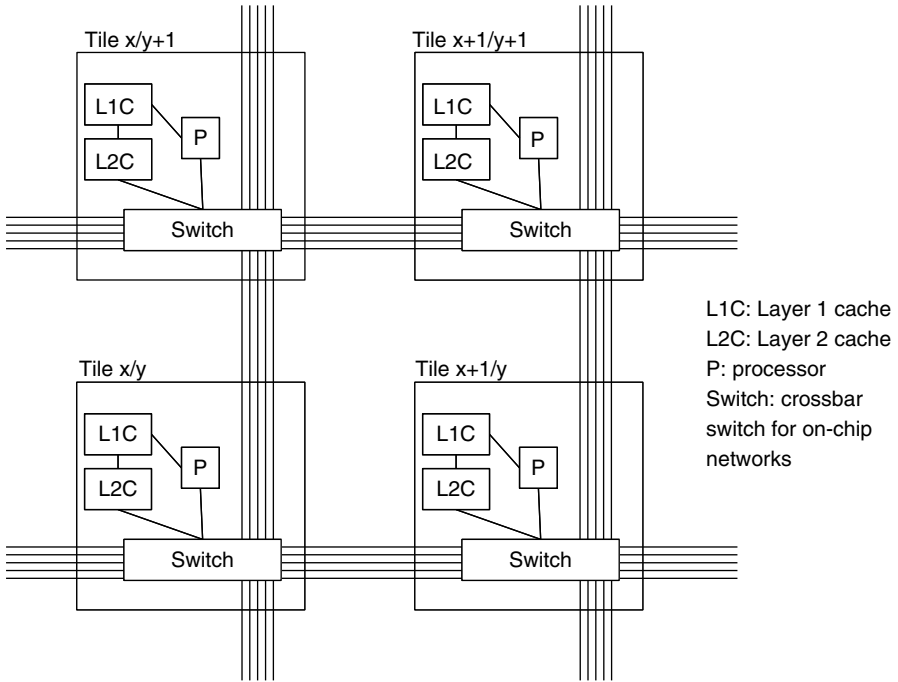 Tile x/y+1
Tile x+1/y+1
L1C
P
L2C
Switch
L1C
P
L2C
Switch
L1C: Layer 1 cache
L2C: Layer 2 cache
P: processor
Switch: crossbar
switch for on-chip
networks
Tile x/y
Tile x+1/y
L1C
P
L2C
Switch
L1C
P
L2C
Switch